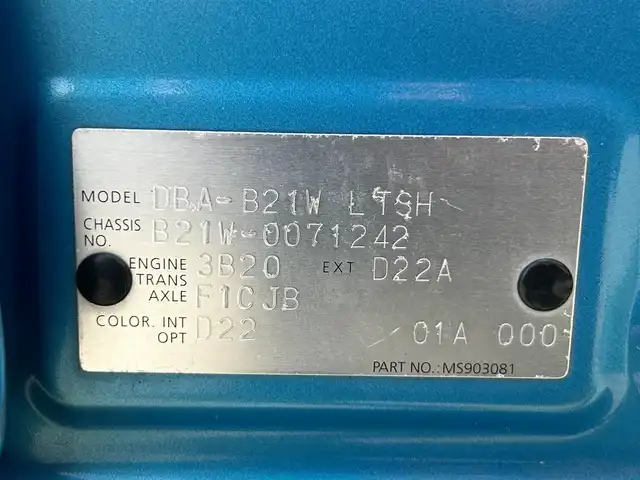 MODEL DBA-B21W LTSH
CHASSIS NO. B21W-0071242
ENGINE 3B20 EXT D22A
TRANS AXLE F1CJB
COLOR. INT OPT D22 01A 000
PART NO.: MS903081